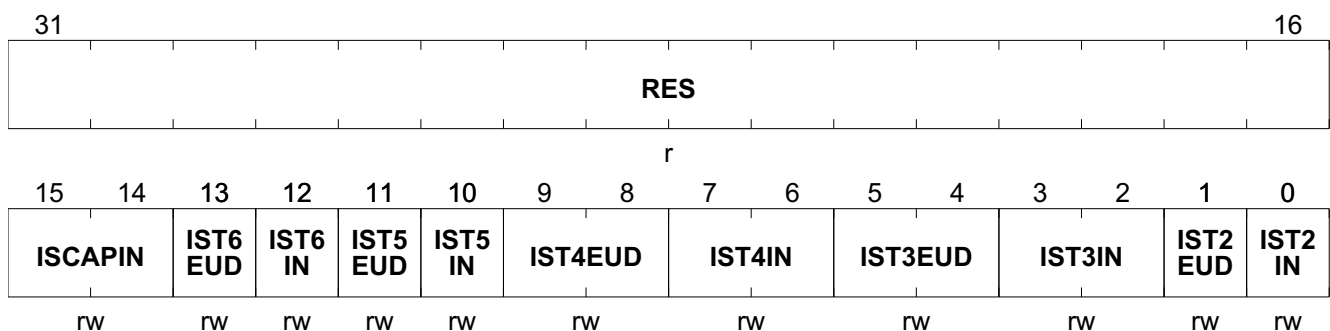 31 16
RES
r
15 14 13 12 11 10 9 8 7 6 5 4 3 2 1 0
ISCAPIN IST6 EUD IST6 IN IST5 EUD IST5 IN IST4EUD IST4IN IST3EUD IST3IN IST2 EUD IST2 IN
rw rw rw rw rw rw rw rw rw rw rw